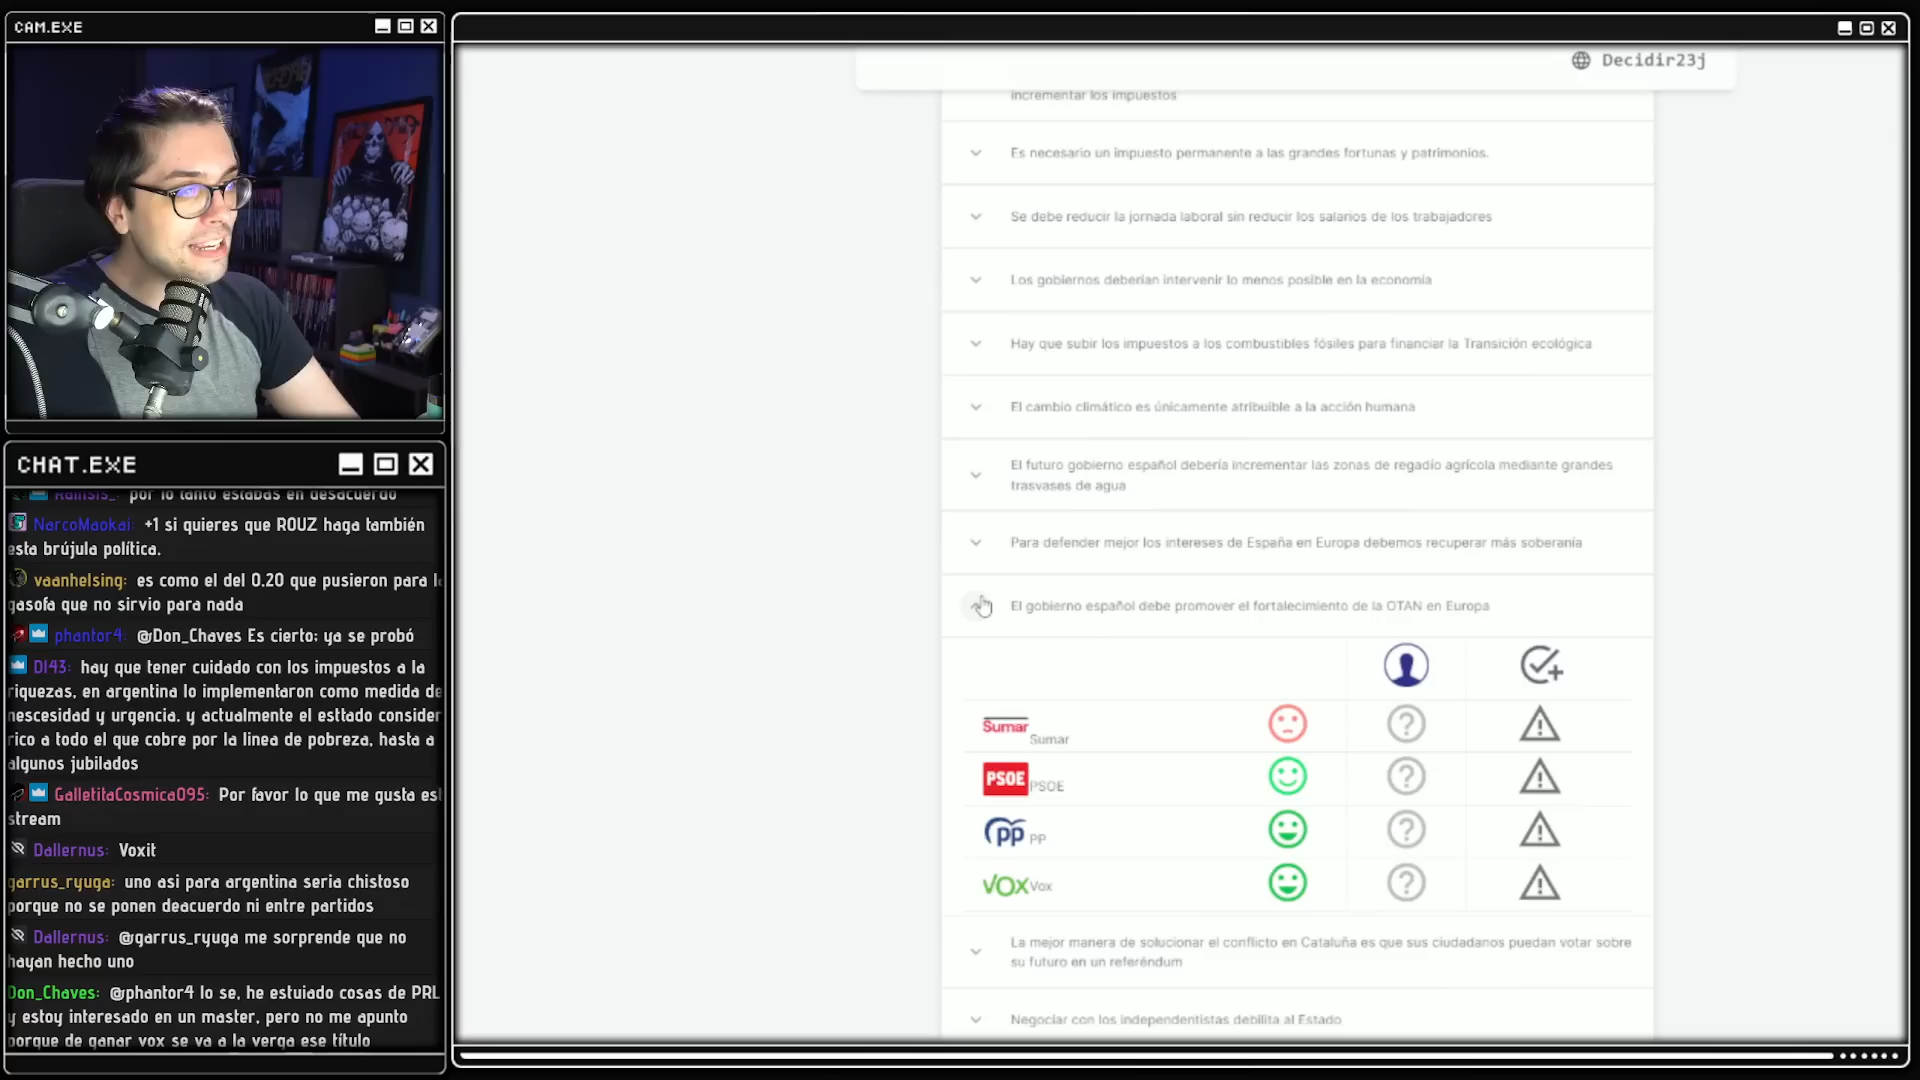 CAM.EXE
CHAT.EXE
Ramsis_: por lo tanto estabas en desacuerdo
NarcoMaokai: +1 si quieres que ROUZ haga también
esta brújula política.
vaanhelsing: es como el del 0.20 que pusieron para l
gasofa que no sirvio para nada
phantor4: @Don_Chaves Es cierto; ya se probó
Dl43: hay que tener cuidado con los impuestos a la
riquezas, en argentina lo implementaron como medida de
nescesidad y urgencia. y actualmente el esttado consider
rico a todo el que cobre por la linea de pobreza, hasta a
algunos jubilados
GalletitaCosmica095: Por favor lo que me gusta est
stream
Dallernus: Voxit
garrus_ryuga: uno asi para argentina seria chistoso
porque no se ponen deacuerdo ni entre partidos
Dallernus: @garrus_ryuga me sorprende que no
hayan hecho uno
Don_Chaves: @phantor4 lo se, he estuiado cosas de PRL
y estoy interesado en un master, pero no me apunto
porque de ganar vox se va a la verga ese título
Decidir23j
incrementar los impuestos
Es necesario un impuesto permanente a las grandes fortunas y patrimonios.
Se debe reducir la jornada laboral sin reducir los salarios de los trabajadores
Los gobiernos deberían intervenir lo menos posible en la economía
Hay que subir los impuestos a los combustibles fósiles para financiar la Transición ecológica
El cambio climático es únicamente atribuible a la acción humana
El futuro gobierno español debería incrementar las zonas de regadío agrícola mediante grandes
trasvases de agua
Para defender mejor los intereses de España en Europa debemos recuperar más soberanía
El gobierno español debe promover el fortalecimiento de la OTAN en Europa
Sumar Sumar
PSOE PSOE
pp PP
VOX Vox
La mejor manera de solucionar el conflicto en Cataluña es que sus ciudadanos puedan votar sobre
su futuro en un referéndum
Negociar con los independentistas debilita al Estado